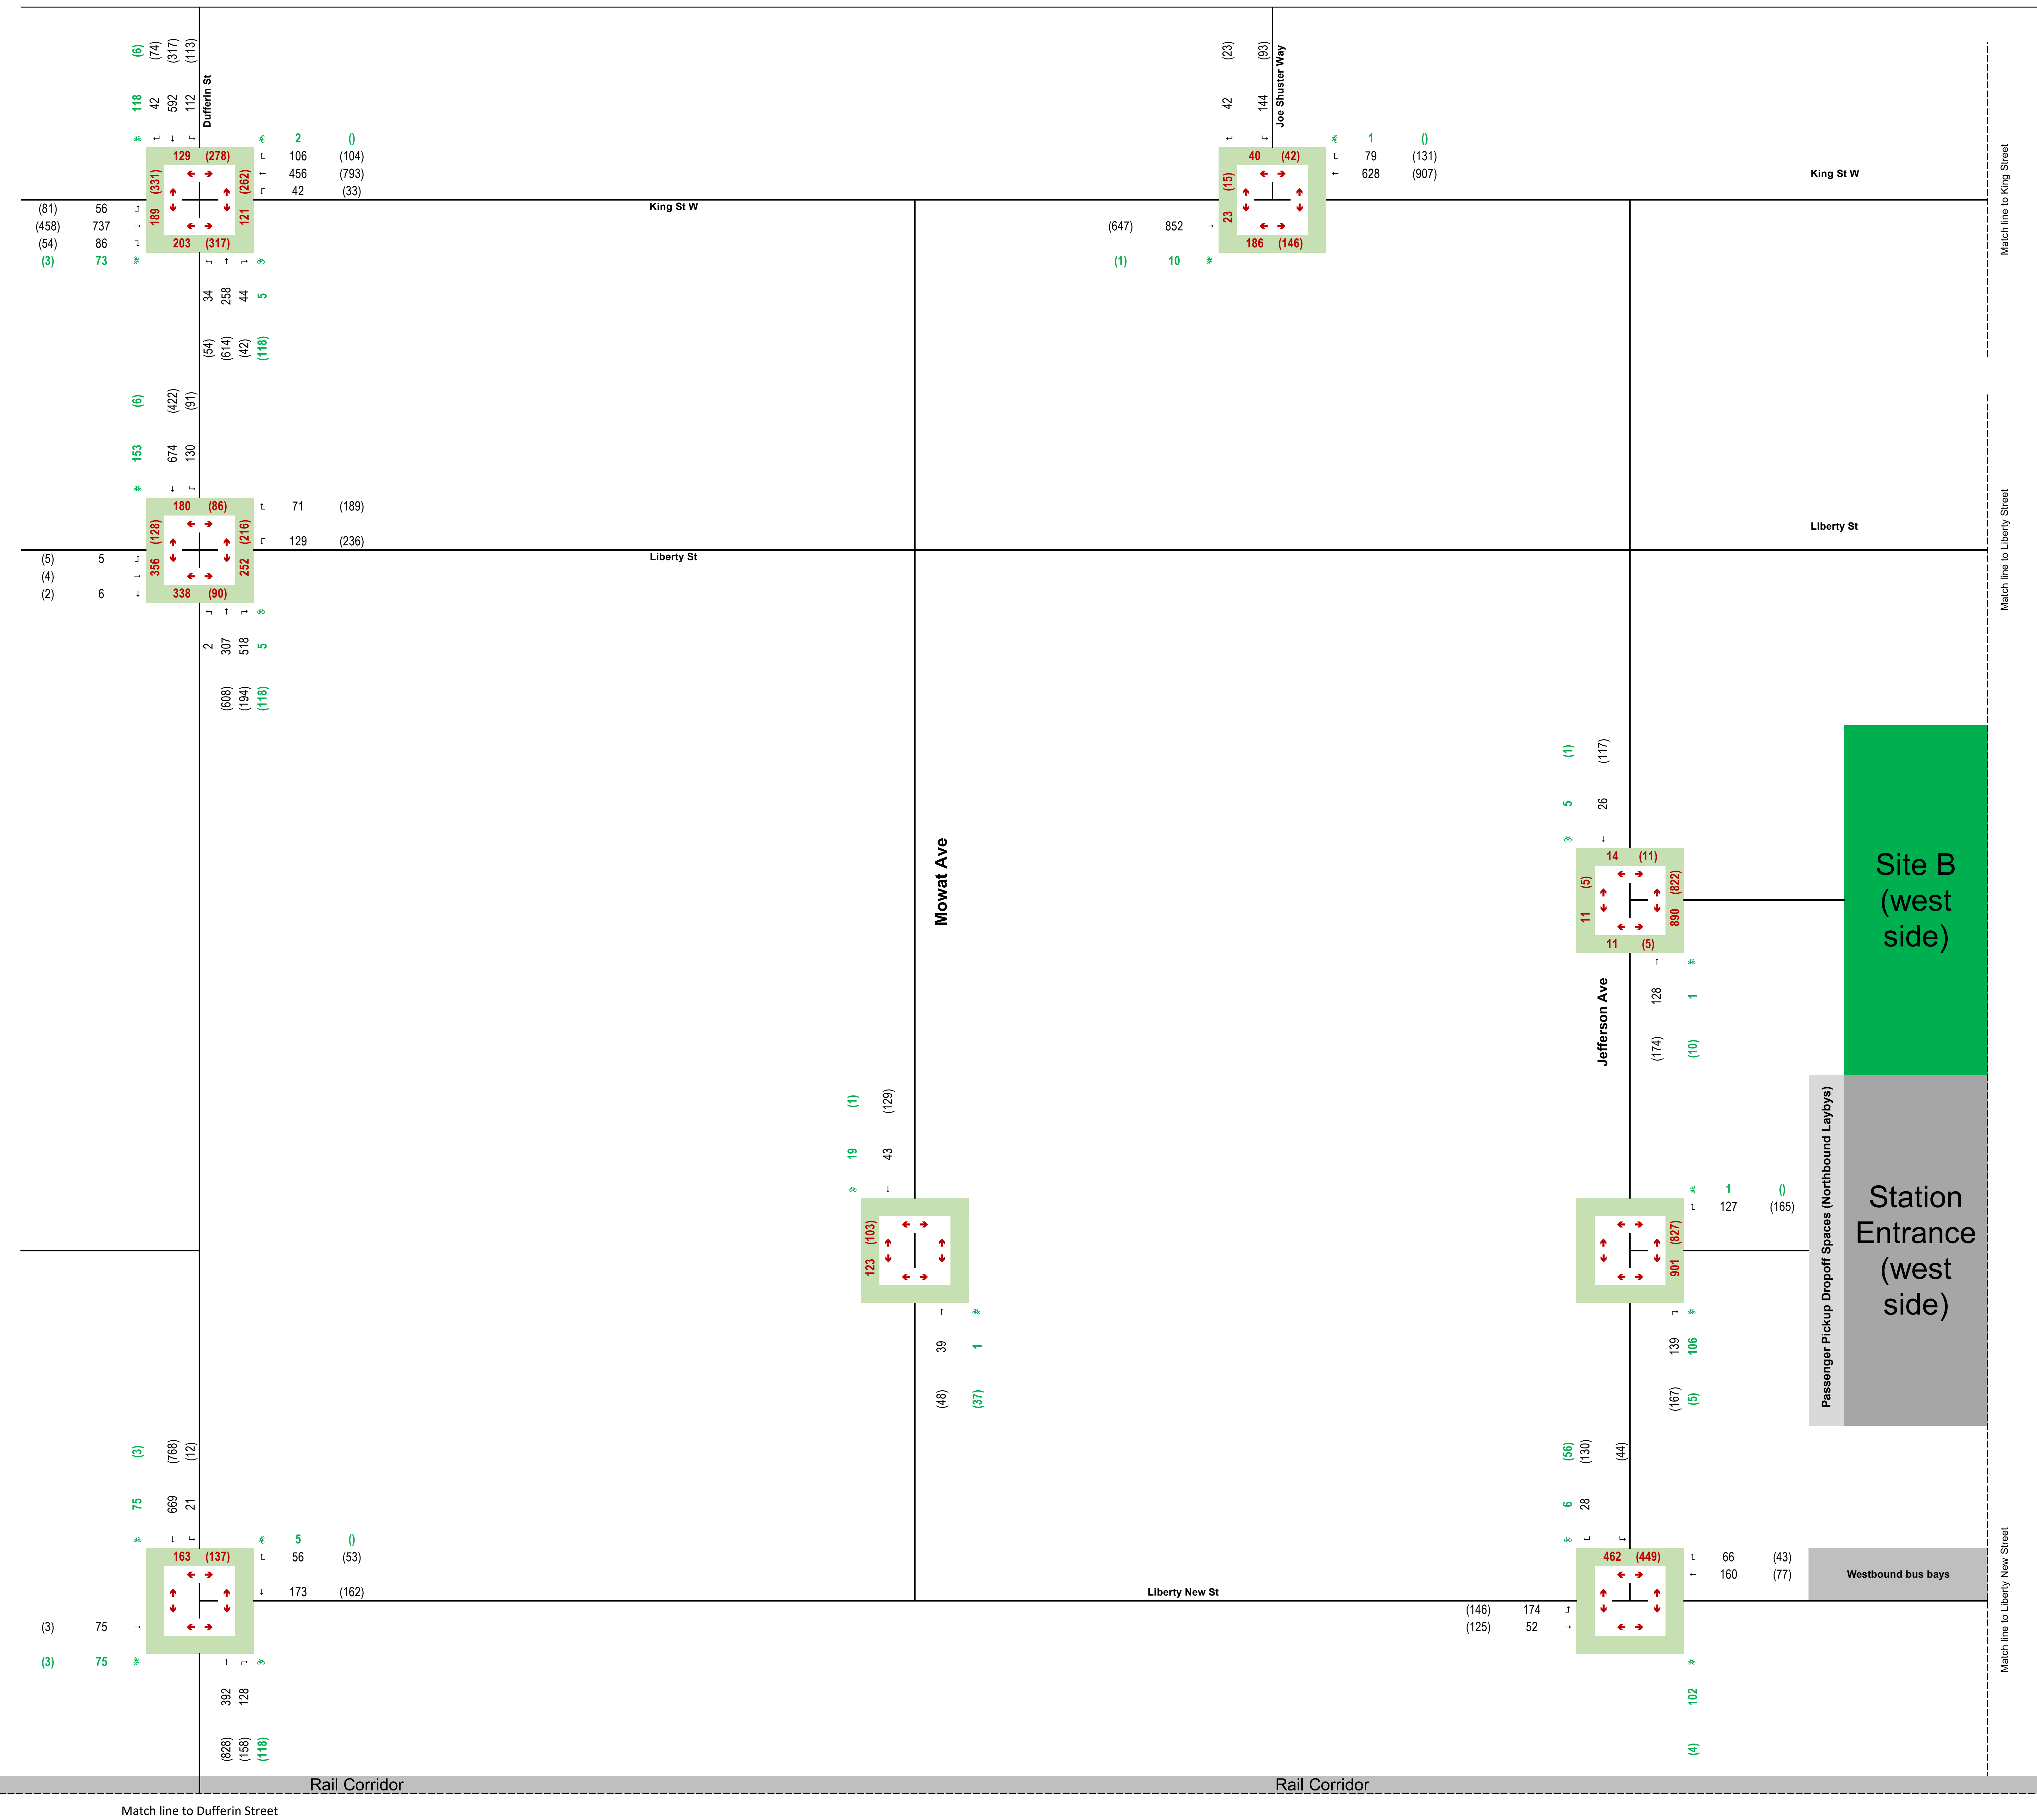 (6) (74) (317) (113)
118 42 592 112
Dufferin St
2 ()
106 (104)
456 (793)
42 (33)
129 (278)
189 (331)
121 (262)
203 (317)
(81) 56
(458) 737
(54) 86
(3) 73
34 258 44 5
(54) (614) (42) (118)
King St W
(23) (93)
42 144
Joe Shuster Way
1 ()
79 (131)
628 (907)
40 (42)
23 (15)
186 (146)
(647) 852
(1) 10
King St W
Match line to King Street
(6) (422) (91)
153 674 130
180 (86)
356 (128)
252 (216)
338 (90)
71 (189)
129 (236)
(5) 5
(4)
(2) 6
2 307 518 5
(608) (194) (118)
Liberty St
Liberty St
Match line to Liberty Street
Mowat Ave
(1) (117)
5 26
14 (11)
11 (5)
890 (822)
11 (5)
128 1
(174) (10)
Jefferson Ave
Site B
(west
side)
(1) (129)
19 43
123 (103)
39 1
(48) (37)
1 ()
127 (165)
901 (827)
139 106
(167) (5)
Passenger Pickup Dropoff Spaces (Northbound Laybys)
Station
Entrance
(west
side)
(3) (768) (12)
75 669 21
5 ()
56 (53)
173 (162)
163 (137)
(3) 75
(3) 75
392 128
(828) (158) (118)
Liberty New St
(56) (130) (44)
6 28
462 (449)
66 (43)
160 (77)
(146) 174
(125) 52
102
(4)
Westbound bus bays
Match line to Liberty New Street
Rail Corridor
Rail Corridor
Match line to Dufferin Street